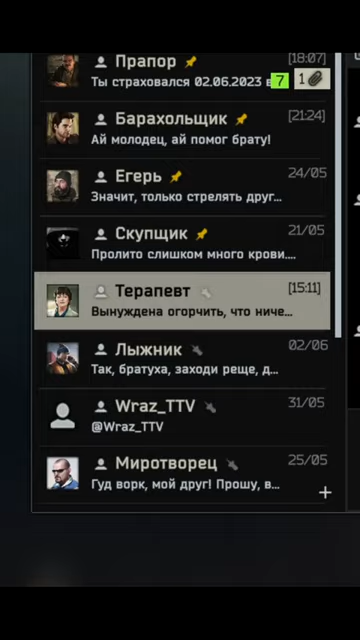 Прапор [18:07]
Ты страховался 02.06.2023 в 7 1
Барахольщик [21:24]
Ай молодец, ай помог брату!
Егерь 24/05
Значит, только стрелять друг...
Скупщик 21/05
Пролито слишком много крови....
Терапевт [15:11]
Вынуждена огорчить, что ниче...
Лыжник 02/06
Так, братуха, заходи реще, д...
Wraz_TTV 31/05
@Wraz_TTV
Миротворец 25/05
Гуд ворк, мой друг! Прошу, в...